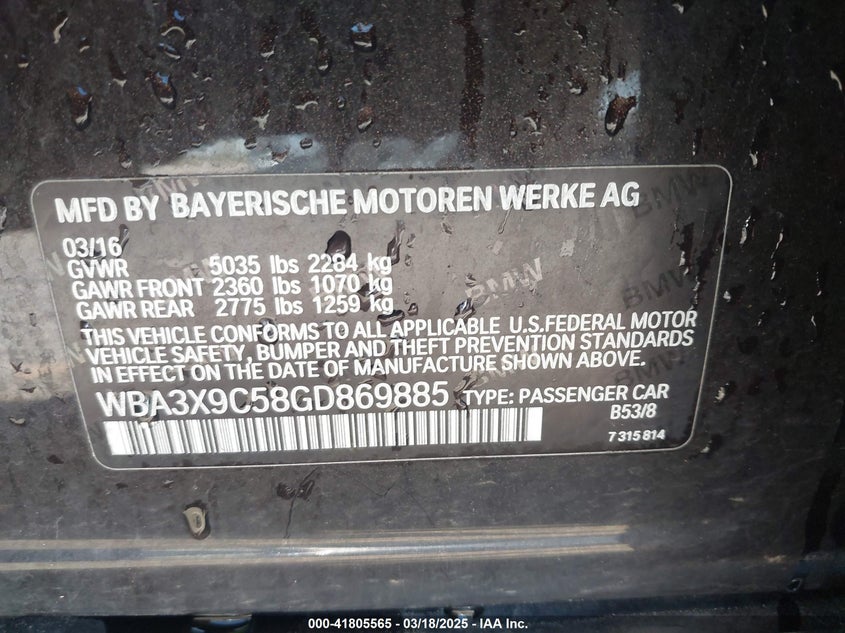 MFD BY BAYERISCHE MOTOREN WERKE AG
03/16
GVWR 5035 lbs 2284 kg
GAWR FRONT 2360 lbs 1070 kg
GAWR REAR 2775 lbs 1259 kg
THIS VEHICLE CONFORMS TO ALL APPLICABLE U.S.FEDERAL MOTOR
VEHICLE SAFETY, BUMPER AND THEFT PREVENTION STANDARDS
IN EFFECT ON THE DATE OF MANUFACTURE SHOWN ABOVE.
WBA3X9C58GD869885 TYPE: PASSENGER CAR
B53/8
7 315 814
BMW
BMW
BMW
000-41805565 - 03/18/2025 - IAA Inc.